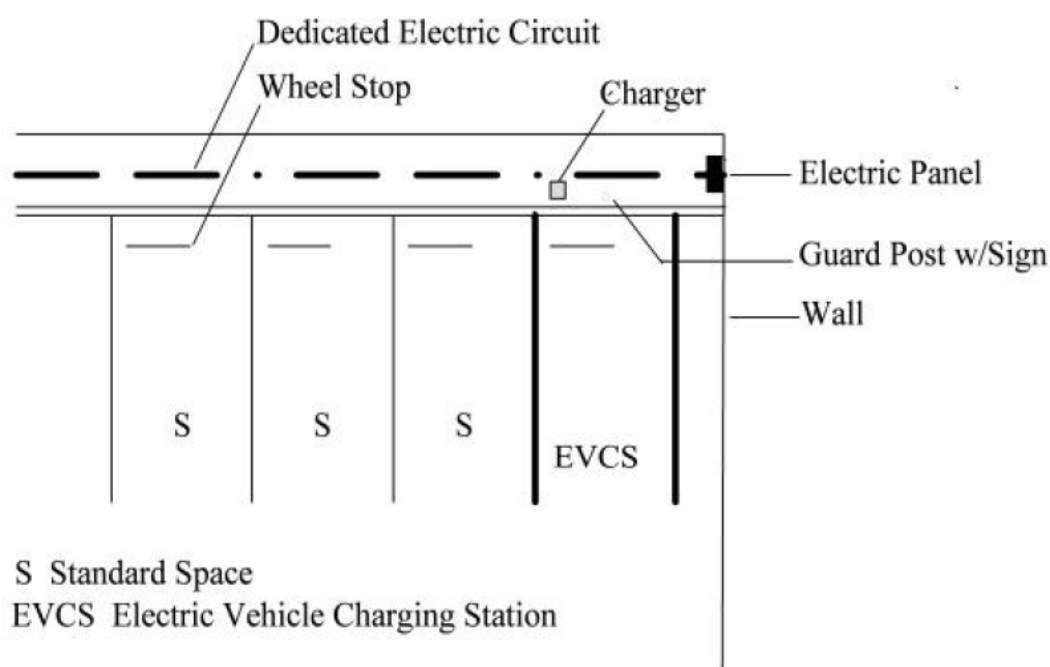 Dedicated Electric Circuit
Wheel Stop
Charger
Electric Panel
Guard Post w/Sign
Wall
S
S
S
EVCS
S Standard Space
EVCS Electric Vehicle Charging Station